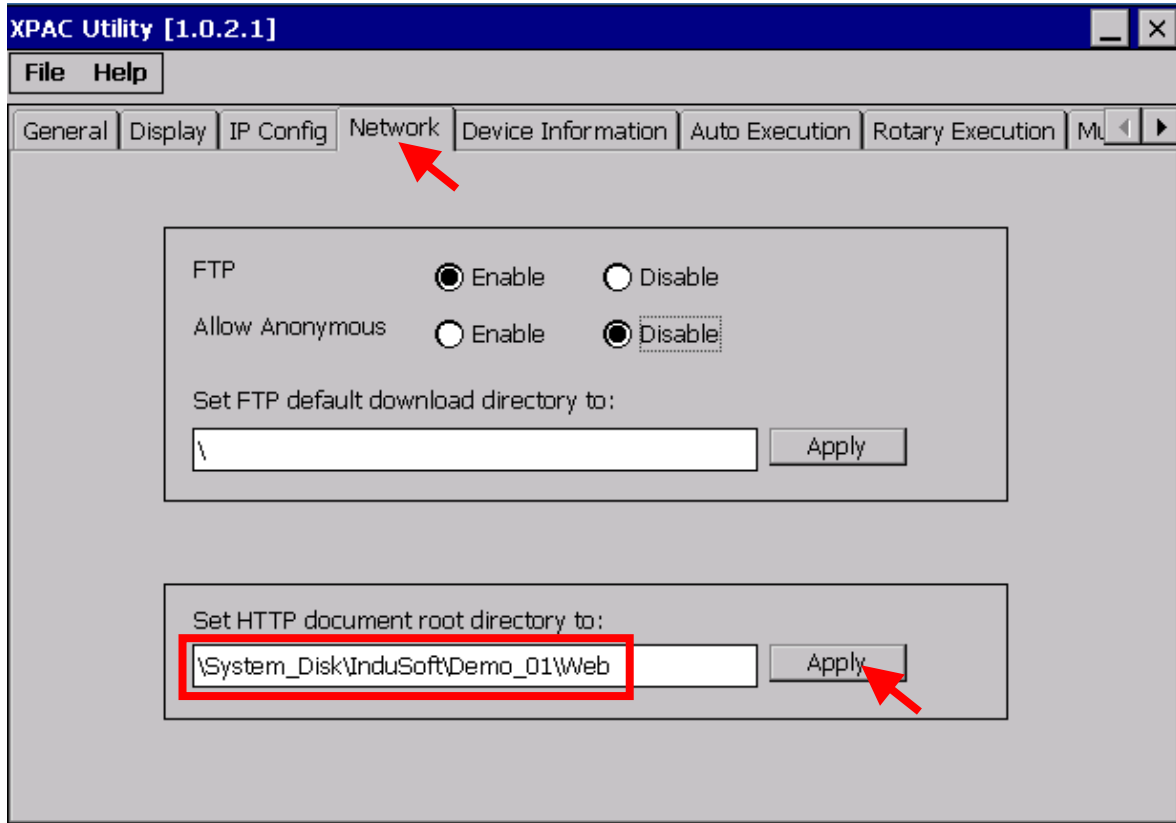 XPAC Utility [1.0.2.1]
File Help
General Display IP Config Network Device Information Auto Execution Rotary Execution
FTP Enable Disable
Allow Anonymous Enable Disable
Set FTP default download directory to:
\ Apply
Set HTTP document root directory to:
\System_Disk\InduSoft\Demo_01\Web Apply